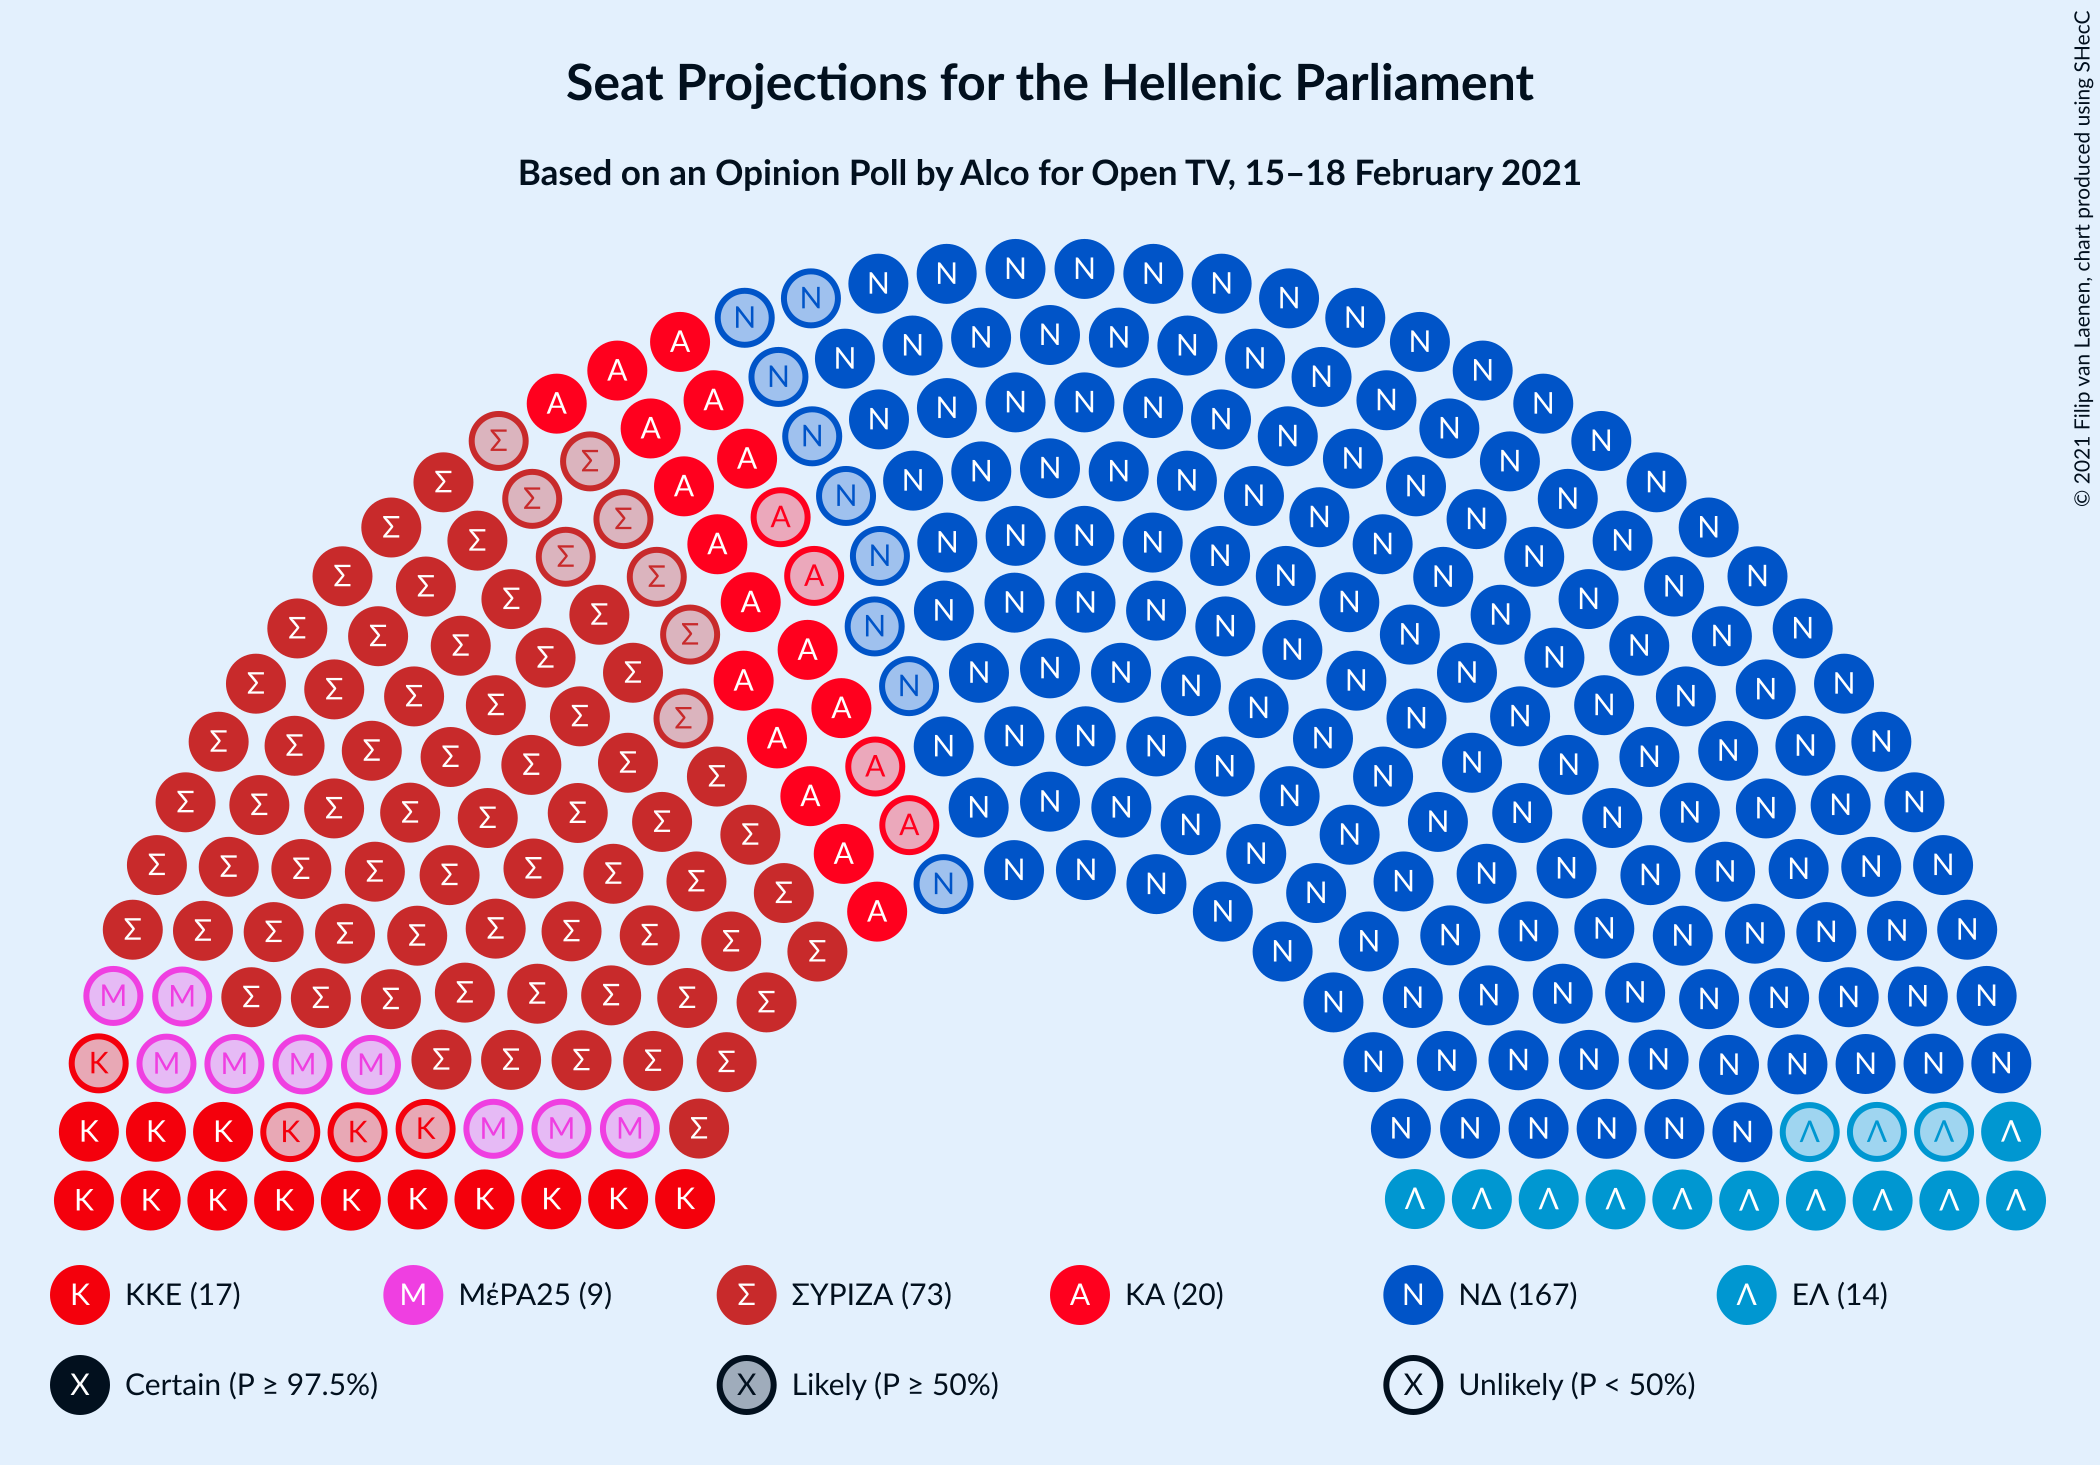 Seat Projections for the Hellenic Parliament
Based on an Opinion Poll by Alco for Open TV, 15–18 February 2021
© 2021 Filip van Laenen, chart produced using SHecC
Κ ΚΚΕ (17) Μ ΜέΡΑ25 (9) Σ ΣΥΡΙΖΑ (73) Α ΚΑ (20) Ν ΝΔ (167) Λ ΕΛ (14)
X Certain (P ≥ 97.5%) X Likely (P ≥ 50%) X Unlikely (P < 50%)